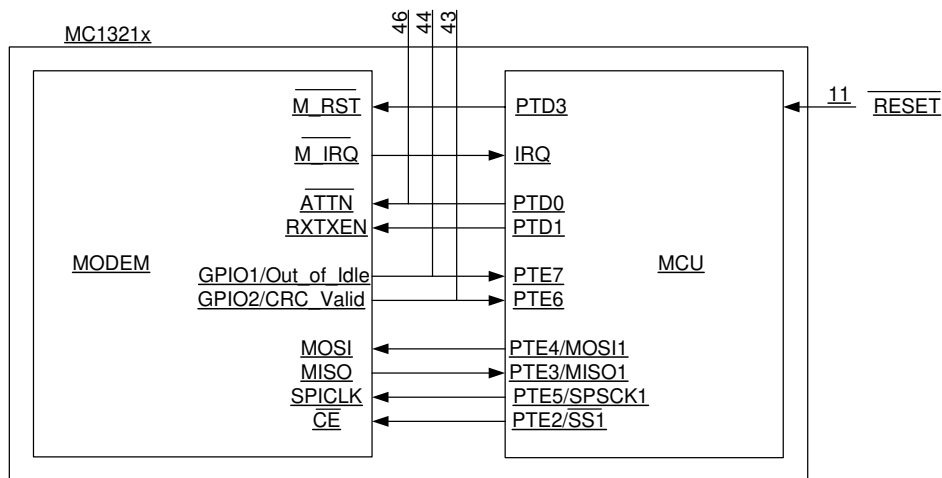 46 44 43
MC1321x
M_RST PTD3 11 RESET
M_IRQ IRQ
ATTN PTD0
RXTXEN PTD1
MODEM GPIO1/Out_of_Idle PTE7 MCU
GPIO2/CRC_Valid PTE6
MOSI PTE4/MOSI1
MISO PTE3/MISO1
SPICLK PTE5/SPSCK1
CE PTE2/SS1